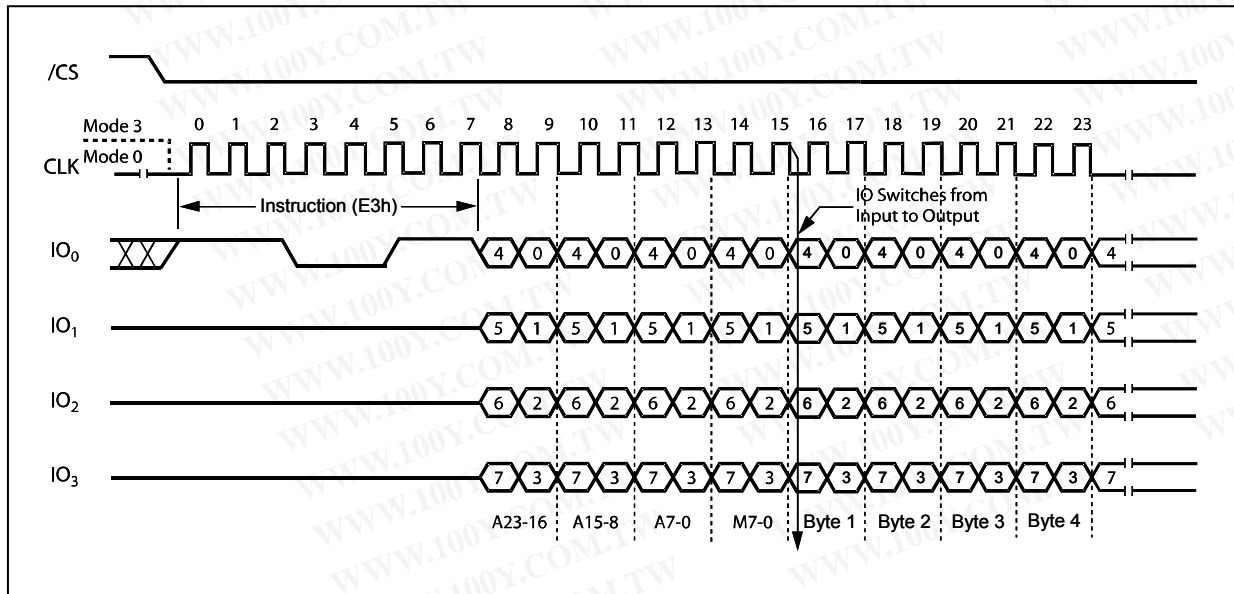 /CS
Mode 3
0 1 2 3 4 5 6 7 8 9 10 11 12 13 14 15 16 17 18 19 20 21 22 23
CLK
Mode 0
Instruction (E3h)
IO Switches from
Input to Output
IO0 4 0 4 0 4 0 4 0 4 0 4 0 4 0 4 0 4
IO1 5 1 5 1 5 1 5 1 5 1 5 1 5 1 5 1 5
IO2 6 2 6 2 6 2 6 2 6 2 6 2 6 2 6 2 6
IO3 7 3 7 3 7 3 7 3 7 3 7 3 7 3 7 3 7
A23-16 A15-8 A7-0 M7-0 Byte 1 Byte 2 Byte 3 Byte 4
WWW.100Y.COM.TW